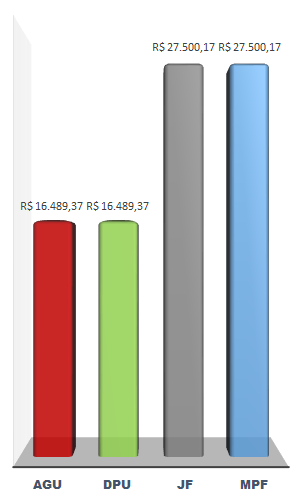 R$ 27.500,17 R$ 27.500,17
R$ 16.489,37 R$ 16.489,37
AGU DPU JF MPF